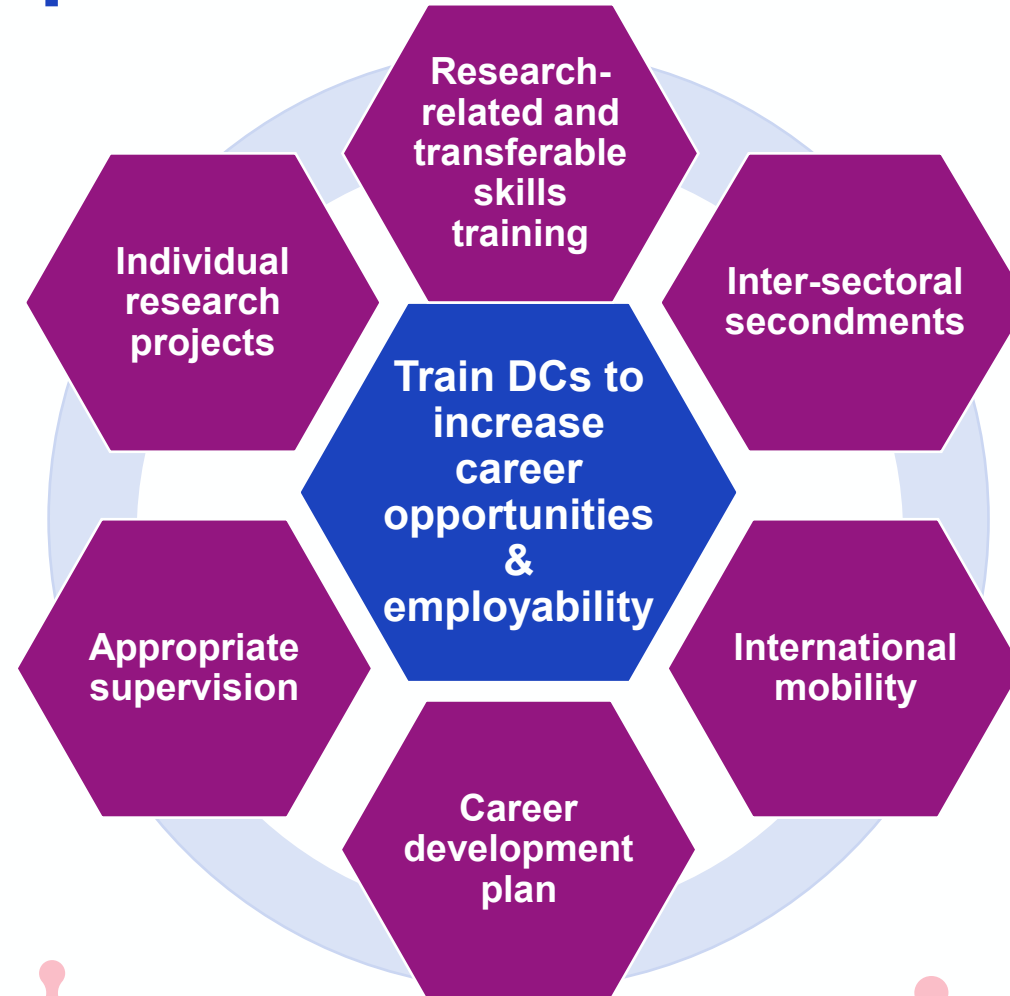 Research-
related and
transferable
skills
training
Individual
research
projects
Inter-sectoral
secondments
Train DCs to
increase
career
opportunities
&
employability
Appropriate
supervision
International
mobility
Career
development
plan